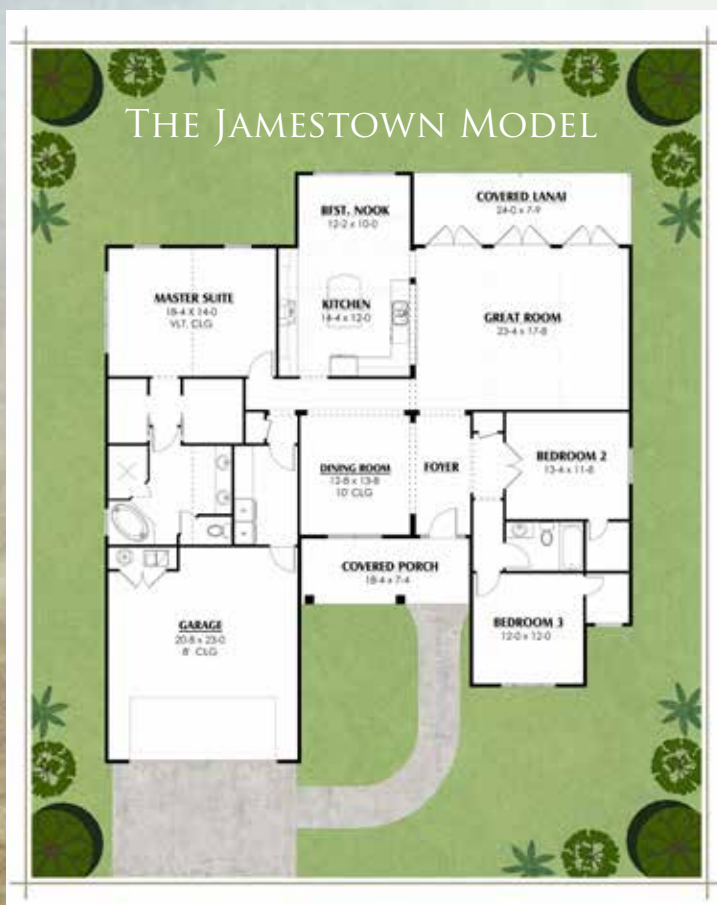 THE JAMESTOWN MODEL
BFST. NOOK
12-2 x 10-0
COVERED LANAI
24-0 x 7-9
MASTER SUITE
18-4 X 14-0
VLT. CLG
KITCHEN
14-4 x 12-0
GREAT ROOM
23-4 x 17-8
DINING ROOM
12-8 x 13-8
10' CLG
FOYER
BEDROOM 2
13-4 x 11-8
COVERED PORCH
18-4 x 7-4
GARAGE
20-8 x 23-0
8' CLG
BEDROOM 3
12-0 x 12-0